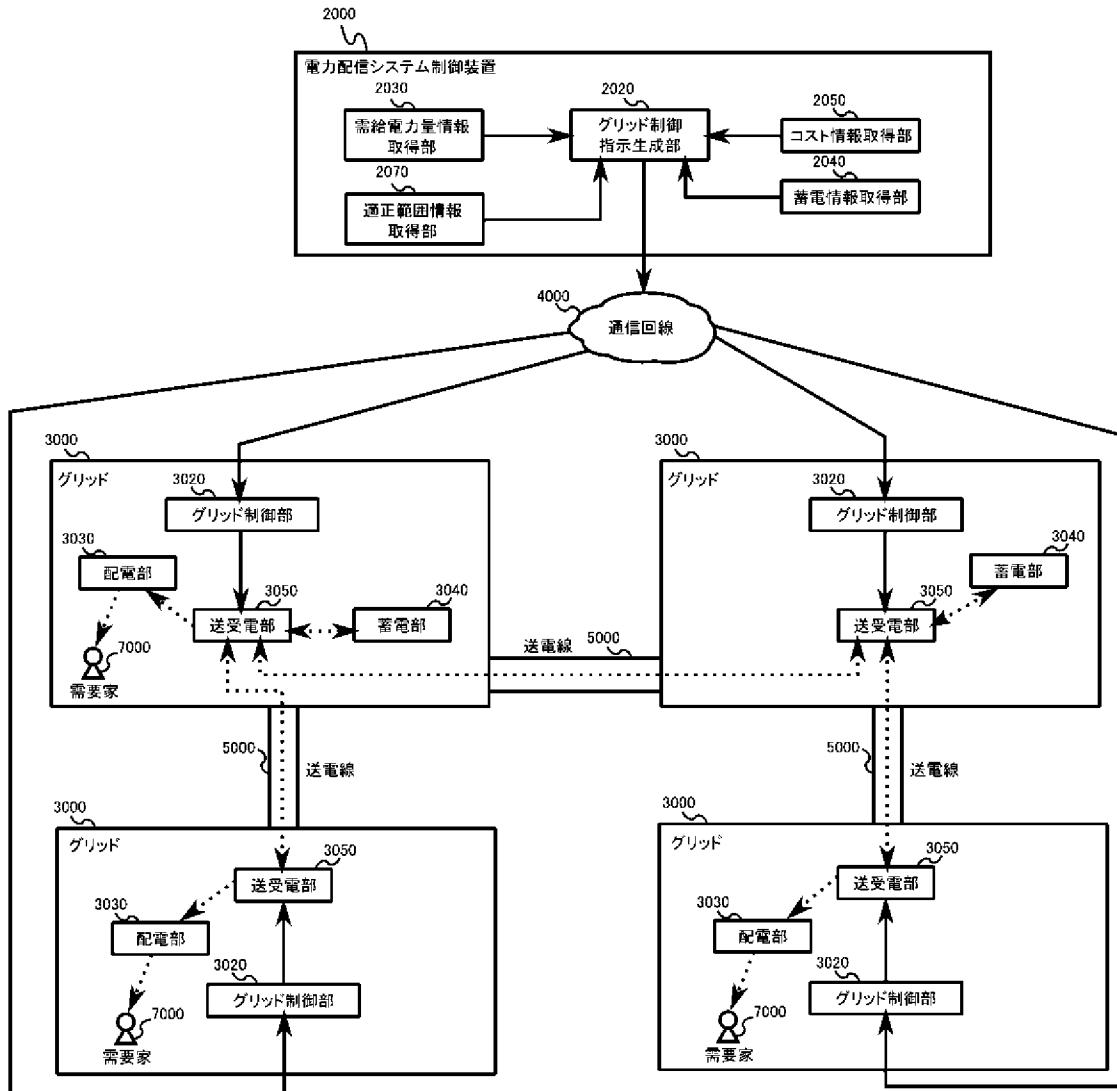 2000
電力配信システム制御装置
2030
需給電力量情報
取得部
2020
グリッド制御
指示生成部
2050
コスト情報取得部
2040
蓄電情報取得部
2070
適正範囲情報
取得部
4000
通信回線
3000
グリッド
3020
グリッド制御部
3030
配電部
3050
送受電部
3040
蓄電部
7000
需要家
送電線
5000
3000
グリッド
3020
グリッド制御部
3040
蓄電部
3050
送受電部
5000
送電線
5000
送電線
3000
グリッド
3050
送受電部
3030
配電部
3020
グリッド制御部
7000
需要家
3000
グリッド
3050
送受電部
3030
配電部
3020
グリッド制御部
7000
需要家